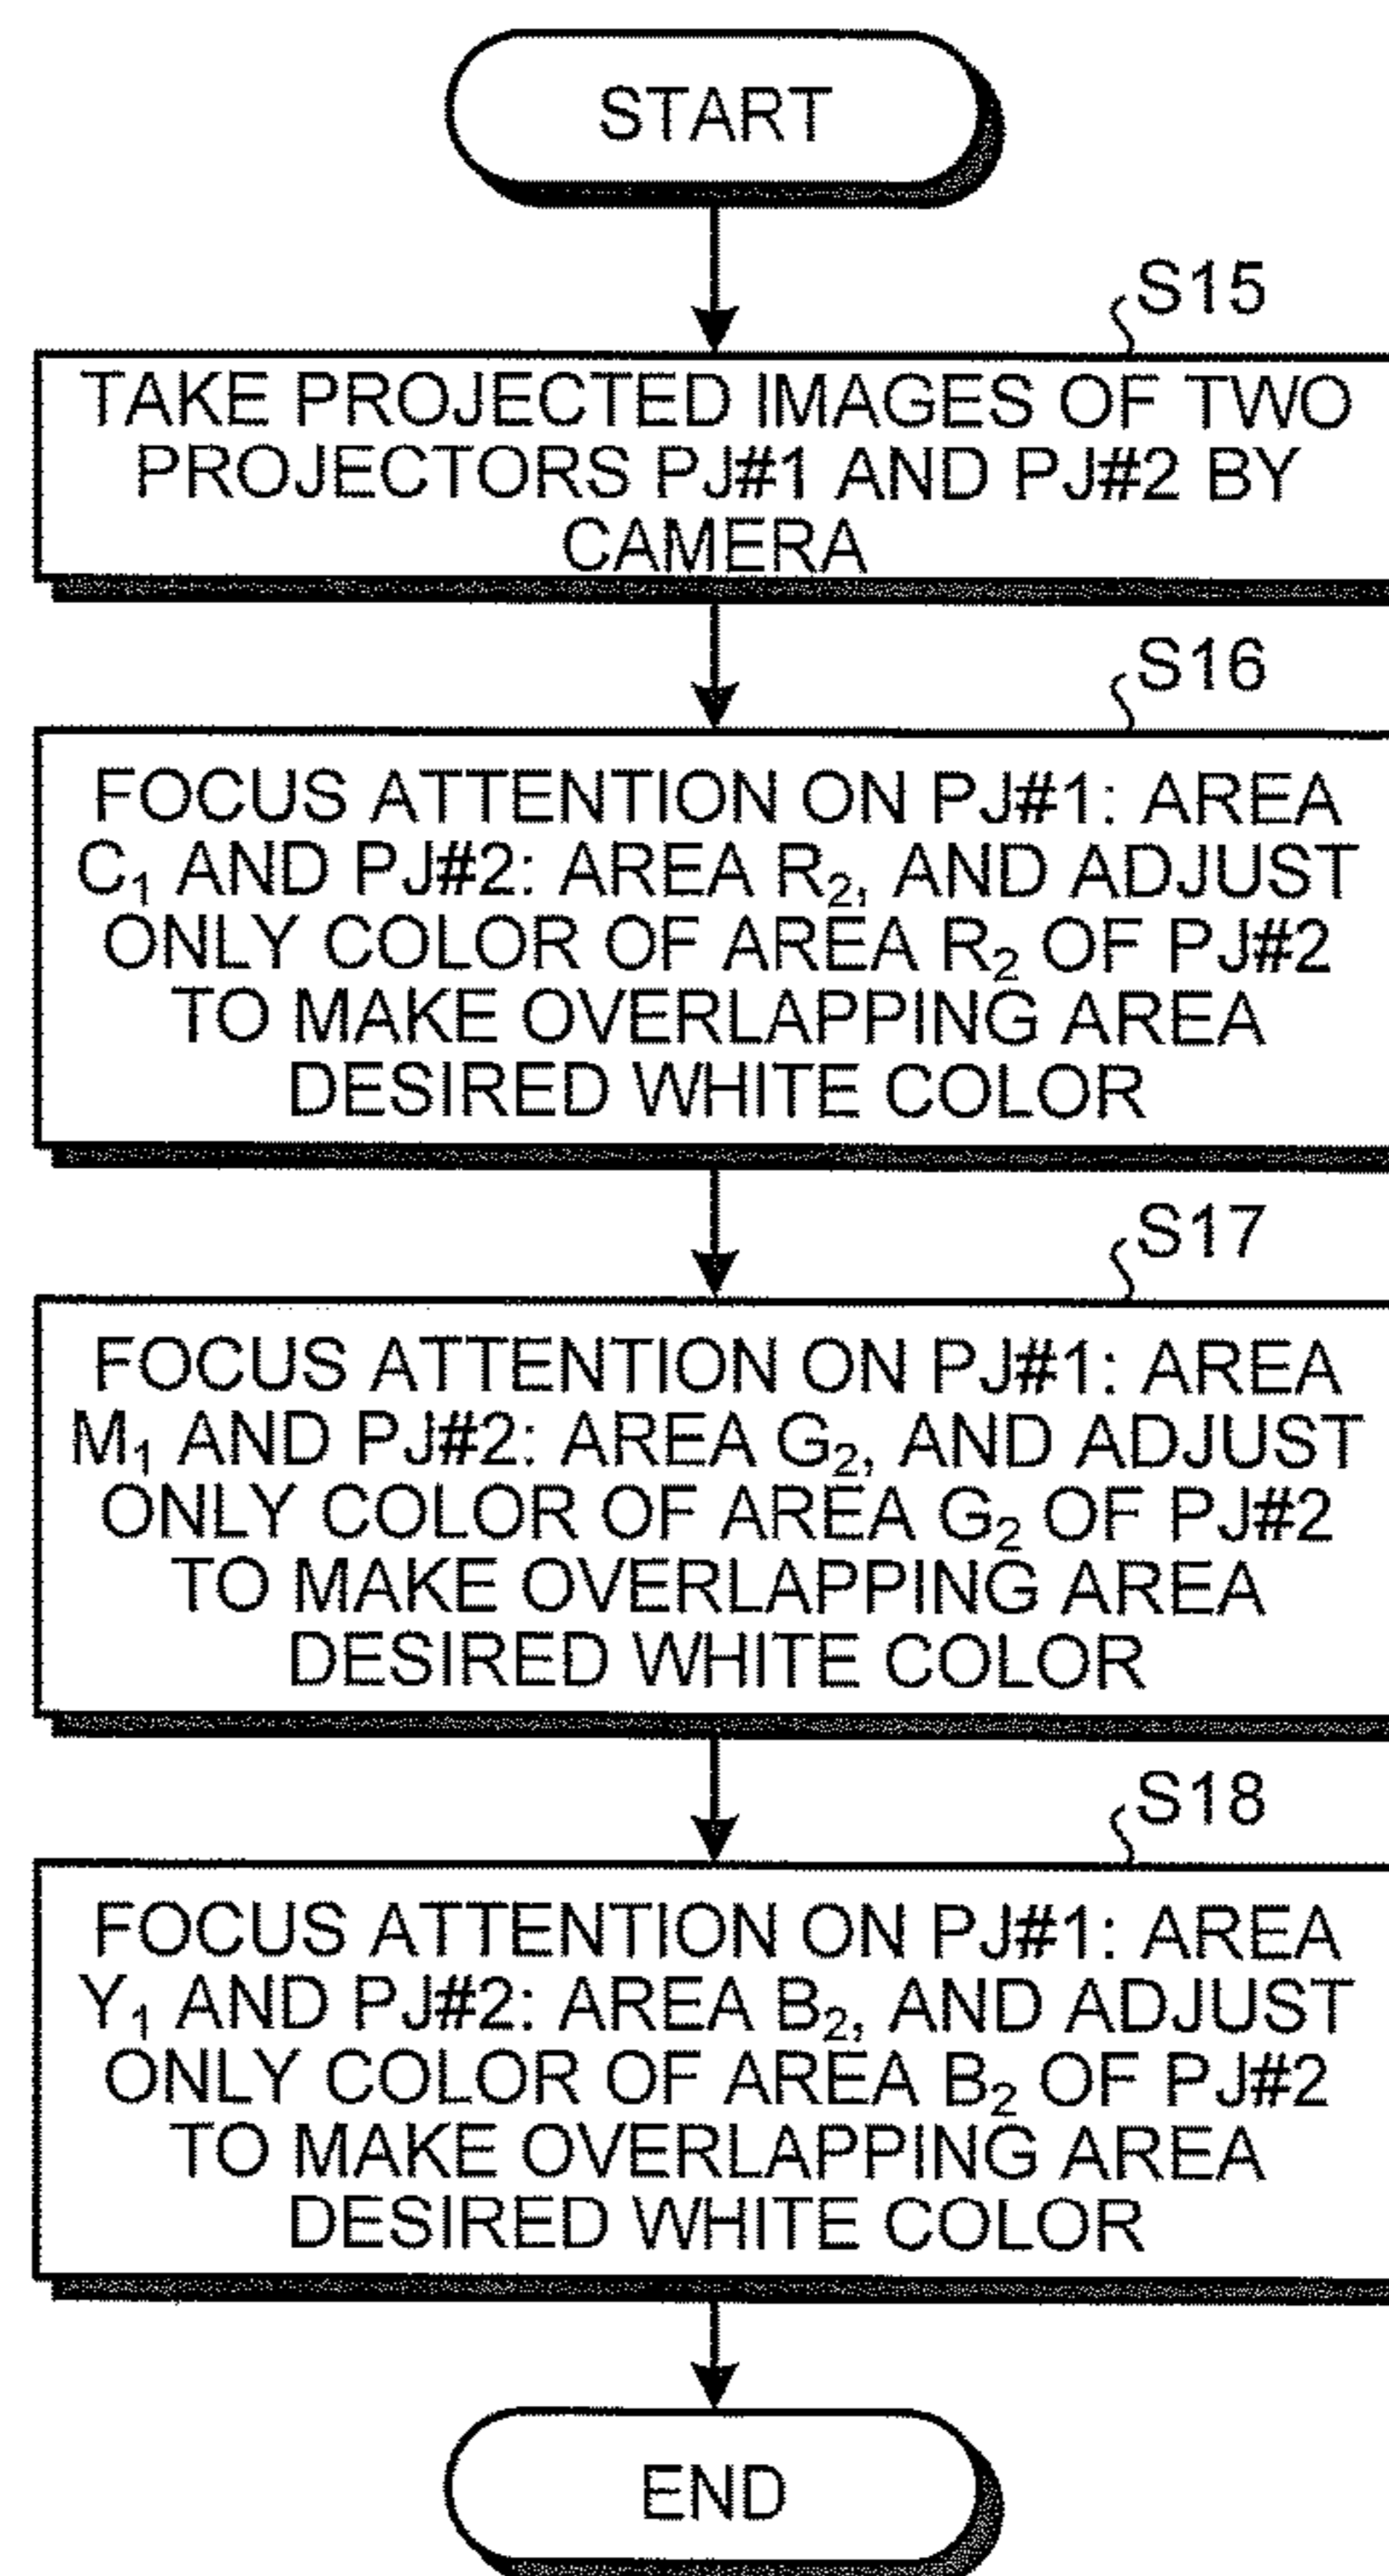 START
S15
TAKE PROJECTED IMAGES OF TWO
PROJECTORS PJ#1 AND PJ#2 BY
CAMERA
S16
FOCUS ATTENTION ON PJ#1: AREA
C₁ AND PJ#2: AREA R₂, AND ADJUST
ONLY COLOR OF AREA R₂ OF PJ#2
TO MAKE OVERLAPPING AREA
DESIRED WHITE COLOR
S17
FOCUS ATTENTION ON PJ#1: AREA
M₁ AND PJ#2: AREA G₂, AND ADJUST
ONLY COLOR OF AREA G₂ OF PJ#2
TO MAKE OVERLAPPING AREA
DESIRED WHITE COLOR
S18
FOCUS ATTENTION ON PJ#1: AREA
Y₁ AND PJ#2: AREA B₂, AND ADJUST
ONLY COLOR OF AREA B₂ OF PJ#2
TO MAKE OVERLAPPING AREA
DESIRED WHITE COLOR
END